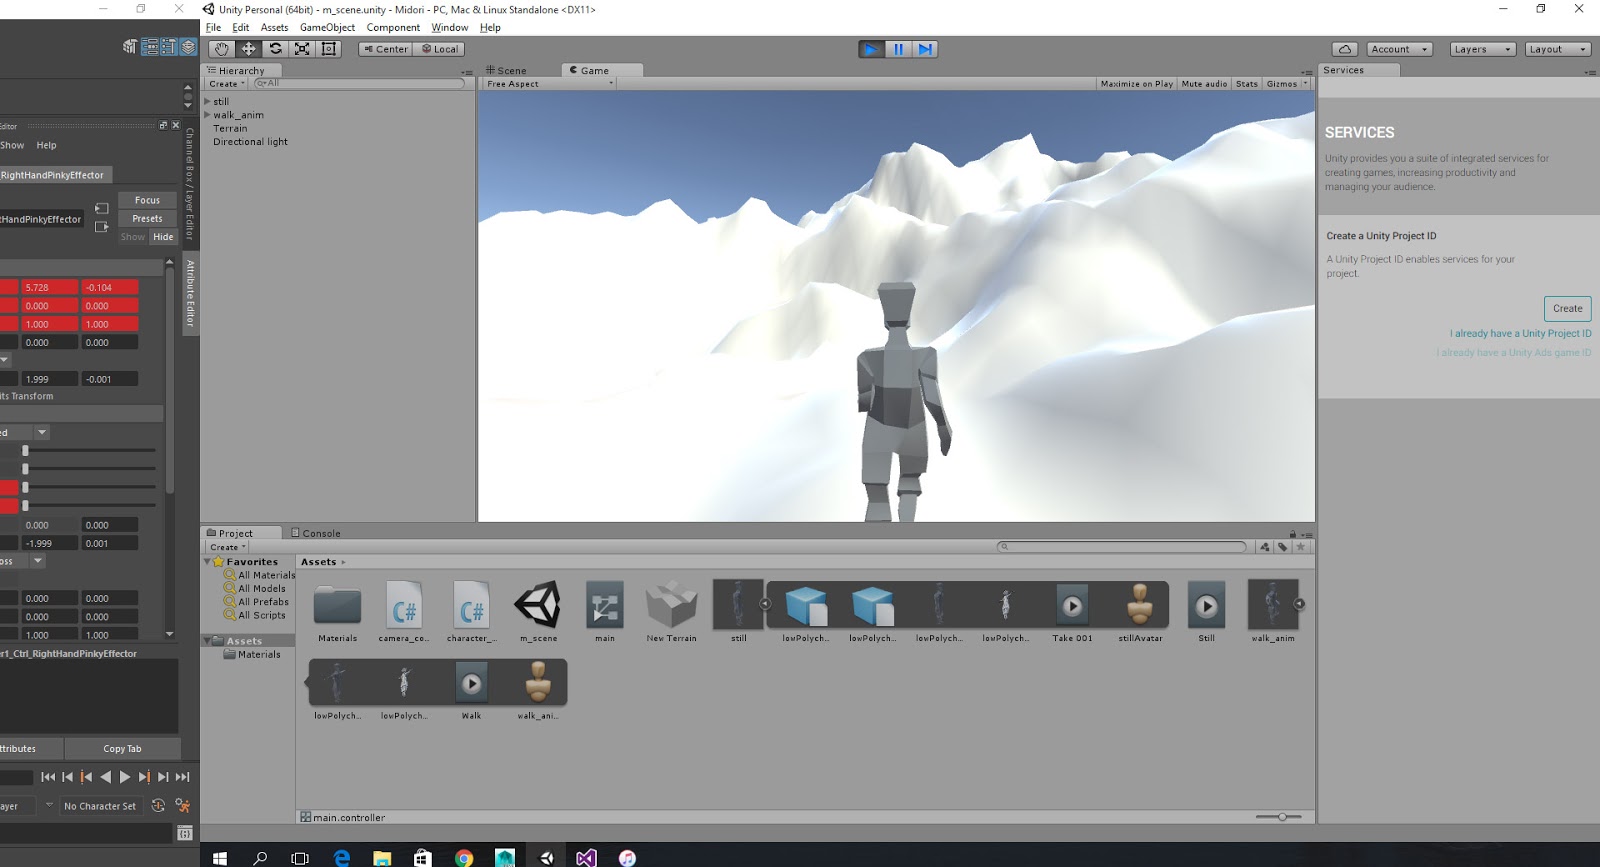 Unity Personal (64bit) - m_scene.unity - Midori - PC, Mac & Linux Standalone <DX11>
File Edit Assets GameObject Component Window Help
Center Local
Account Layers Layout
Hierarchy
Create All
still
walk_anim
Terrain
Directional light
Scene Game
Free Aspect
Maximize on Play Mute audio Stats Gizmos
Services
SERVICES
Unity provides you a suite of integrated services for
creating games, increasing productivity and
managing your audience.
Create a Unity Project ID
A Unity Project ID enables services for your
project.
Create
I already have a Unity Project ID
I already have a Unity Ads game ID
Editor
Show Help
RightHandPinkyEffector
tHandPinkyEffector
Focus
Presets
Show Hide
Channel Box / Layer Editor
Attribute Editor
5.728 -0.104
0.000 0.000
1.000 1.000
0.000 0.000
1.999 -0.001
its Transform
ed
0.000 0.000
-1.999 0.001
oss
0.000 0.000
0.000 0.000
1.000 1.000
er1_Ctrl_RightHandPinkyEffector
ttributes Copy Tab
ayer No Character Set
Project Console
Create
Favorites
All Materials
All Models
All Prefabs
All Scripts
Assets
Materials
Assets
C# C#
Materials camera_co... character_... m_scene main New Terrain still lowPolych... lowPolych... lowPolych... lowPolych... Take 001 stillAvatar Still walk_anim
lowPolych... lowPolych... Walk walk_ani...
main.controller